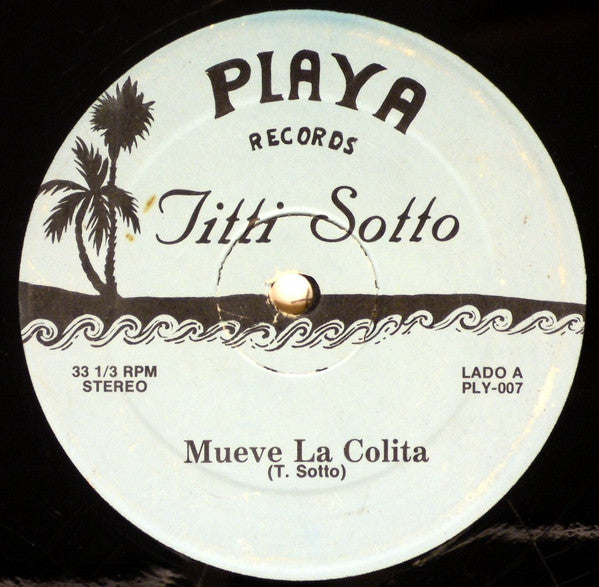 PLAYA
RECORDS
Titti Sotto
33 1/3 RPM
STEREO
LADO A
PLY-007
Mueve La Colita
(T. Sotto)